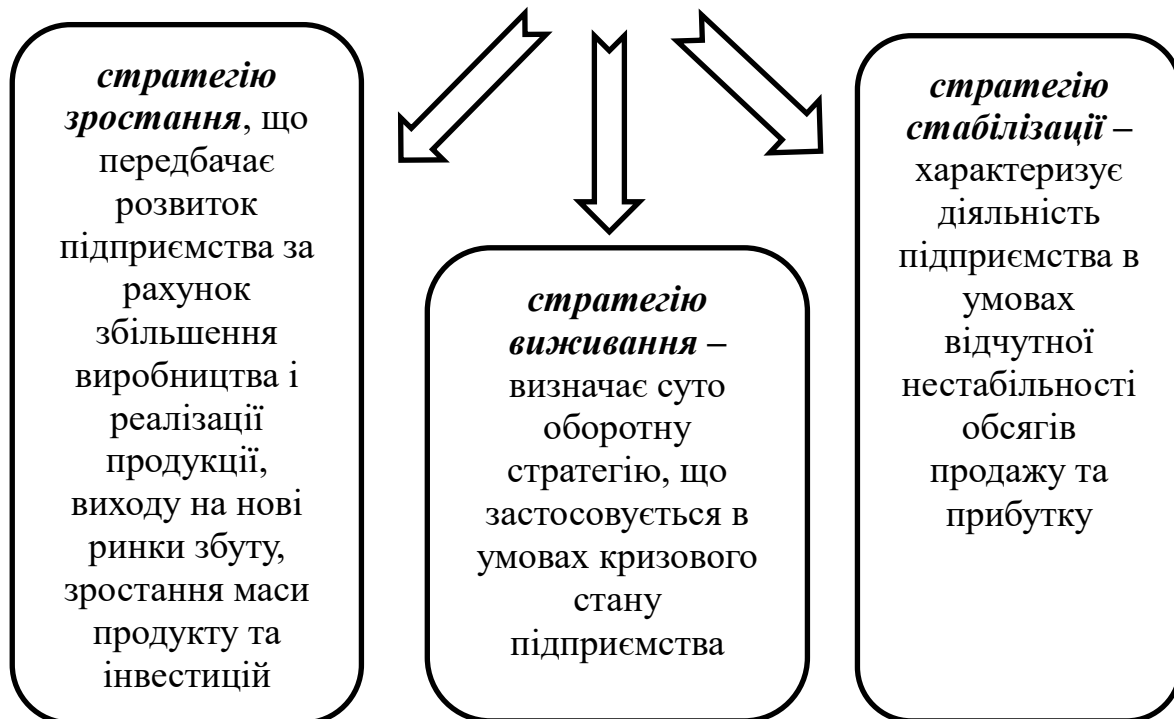 стратегію
зростання, що
передбачає
розвиток
підприємства за
рахунок
збільшення
виробництва і
реалізації
продукції,
виходу на нові
ринки збуту,
зростання маси
продукту та
інвестицій
стратегію
виживання –
визначає суто
оборотну
стратегію, що
застосовується в
умовах кризового
стану
підприємства
стратегію
стабілізації –
характеризує
діяльність
підприємства в
умовах
відчутної
нестабільності
обсягів
продажу та
прибутку